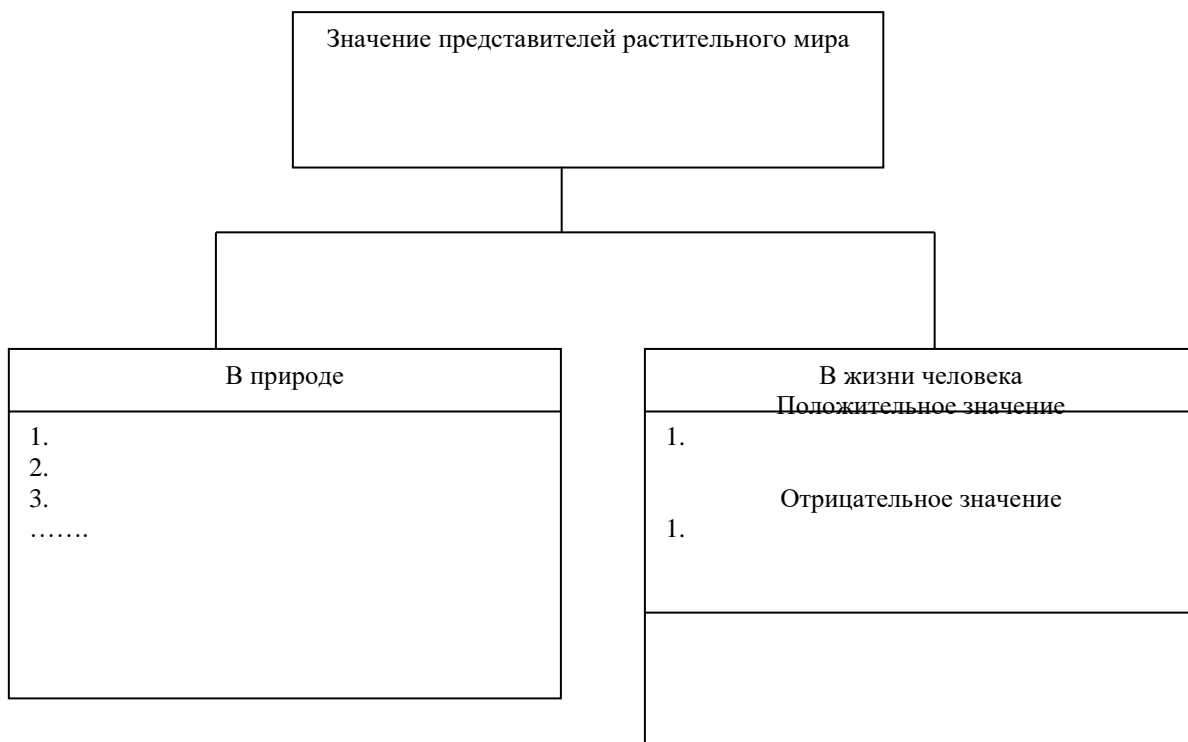 Значение представителей растительного мира
В природе
1.
2.
3.
…….
В жизни человека
Положительное значение
1.
Отрицательное значение
1.